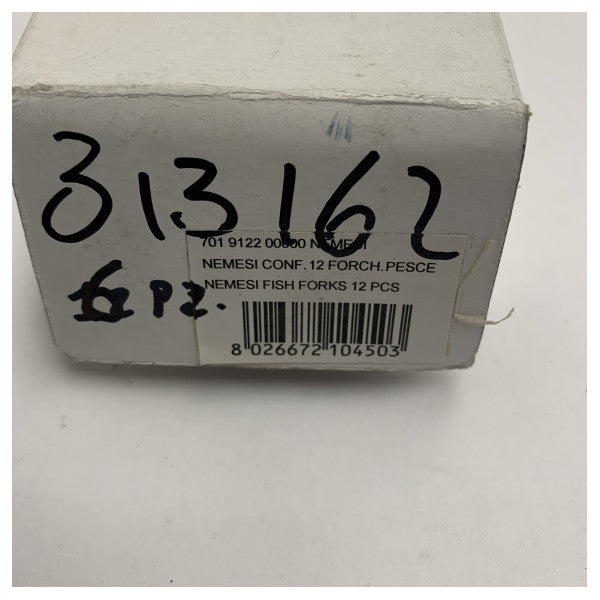 313162
701 9122 00000 NEMESI
NEMESI CONF. 12 FORCH. PESCE
NEMESI FISH FORKS 12 PCS
6 PZ.
8 026672 104503